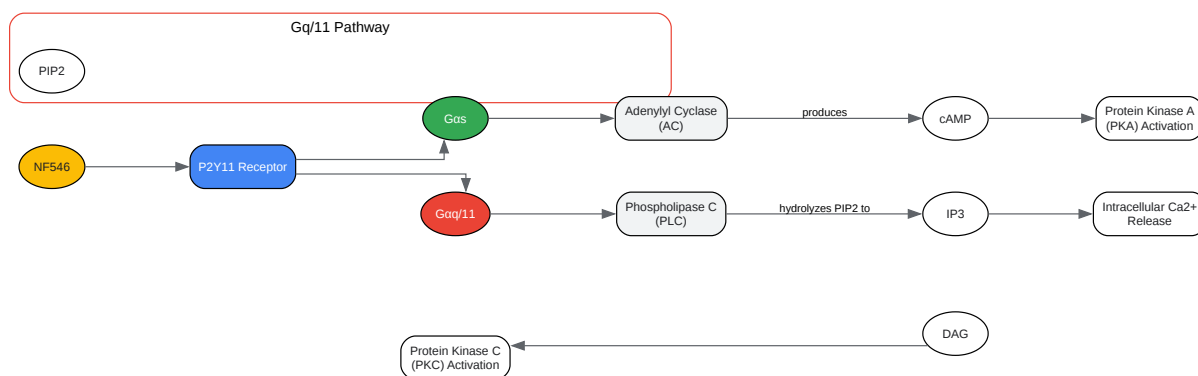 Gq/11 Pathway
PIP2
Gαs
Adenylyl Cyclase
(AC)
produces
cAMP
Protein Kinase A
(PKA) Activation
NF546
P2Y11 Receptor
Gαq/11
Phospholipase C
(PLC)
hydrolyzes PIP2 to
IP3
Intracellular Ca2+
Release
DAG
Protein Kinase C
(PKC) Activation